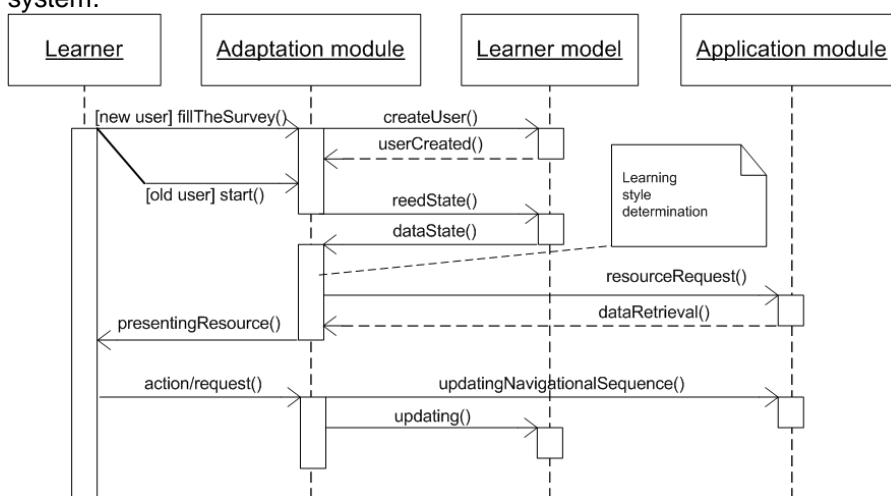 system.
Learner
Adaptation module
Learner model
Application module
[new user] fillTheSurvey()
createUser()
userCreated()
[old user] start()
Learning
style
determination
reedState()
dataState()
resourceRequest()
dataRetrieval()
presentingResource()
action/request()
updatingNavigationalSequence()
updating()